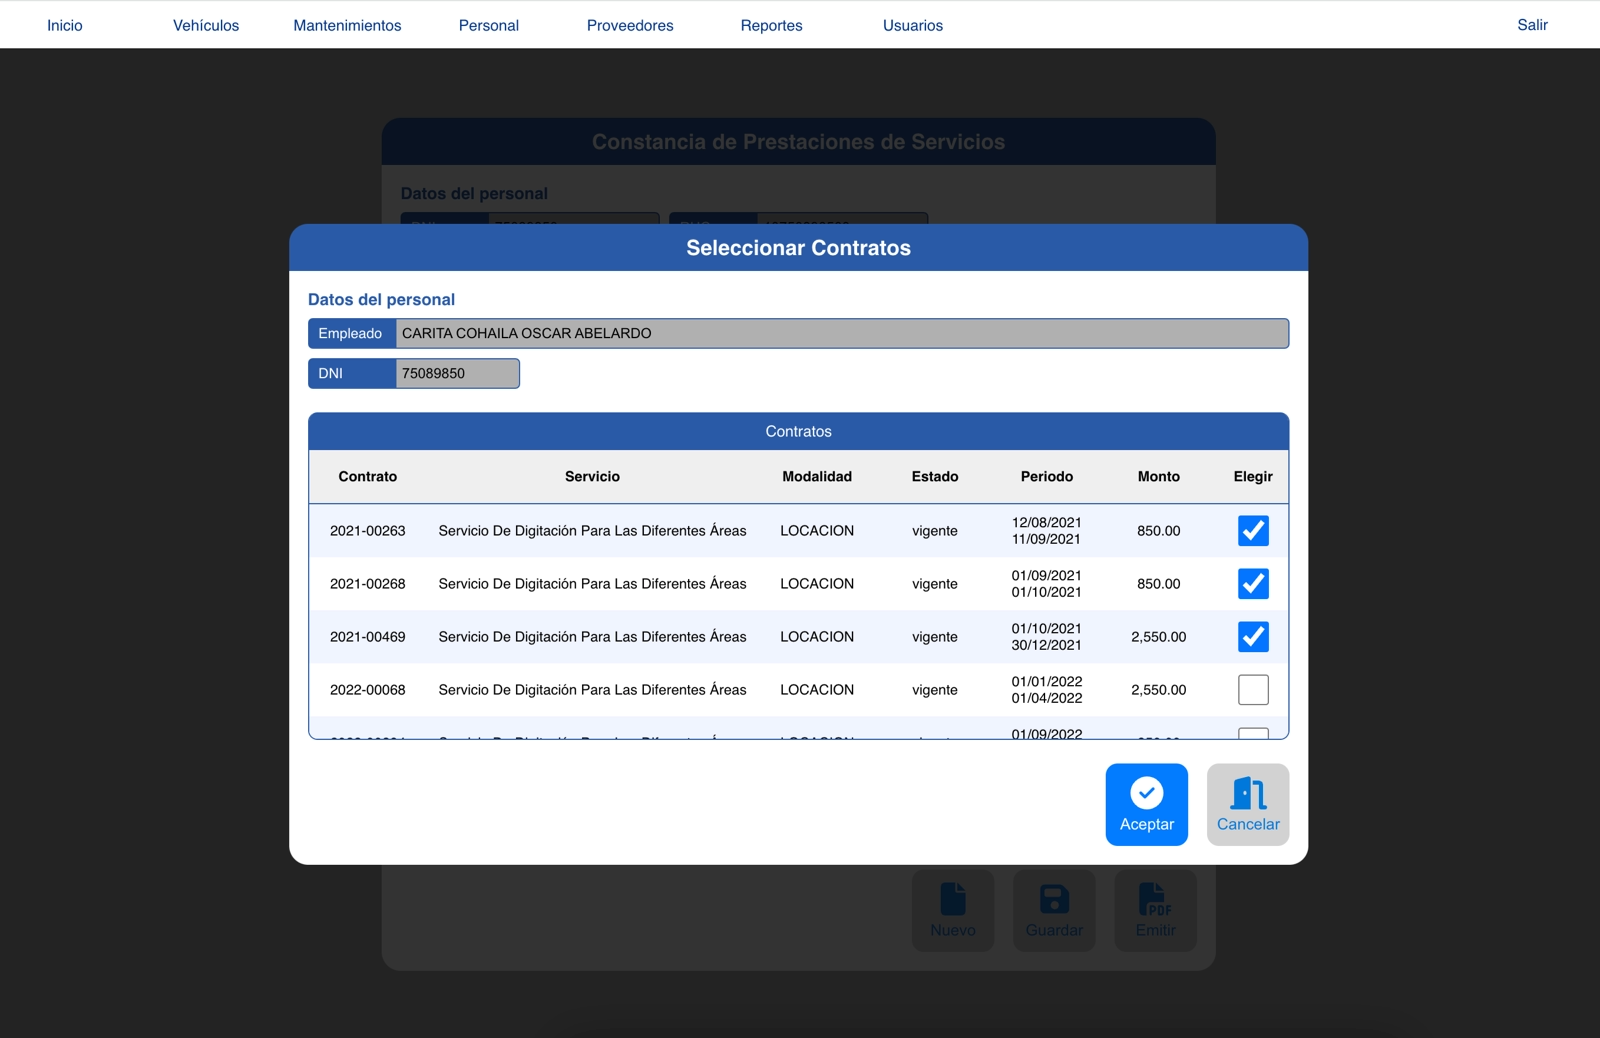 Inicio Vehículos Mantenimientos Personal Proveedores Reportes Usuarios Salir
Constancia de Prestaciones de Servicios
Datos del personal
Seleccionar Contratos
Datos del personal
Empleado CARITA COHAILA OSCAR ABELARDO
DNI 75089850
Contratos
Contrato Servicio Modalidad Estado Periodo Monto Elegir
2021-00263 Servicio De Digitación Para Las Diferentes Áreas LOCACION vigente 12/08/2021 11/09/2021 850.00
2021-00268 Servicio De Digitación Para Las Diferentes Áreas LOCACION vigente 01/09/2021 01/10/2021 850.00
2021-00469 Servicio De Digitación Para Las Diferentes Áreas LOCACION vigente 01/10/2021 30/12/2021 2,550.00
2022-00068 Servicio De Digitación Para Las Diferentes Áreas LOCACION vigente 01/01/2022 01/04/2022 2,550.00
01/09/2022
Aceptar Cancelar
Nuevo Guardar PDF Emitir